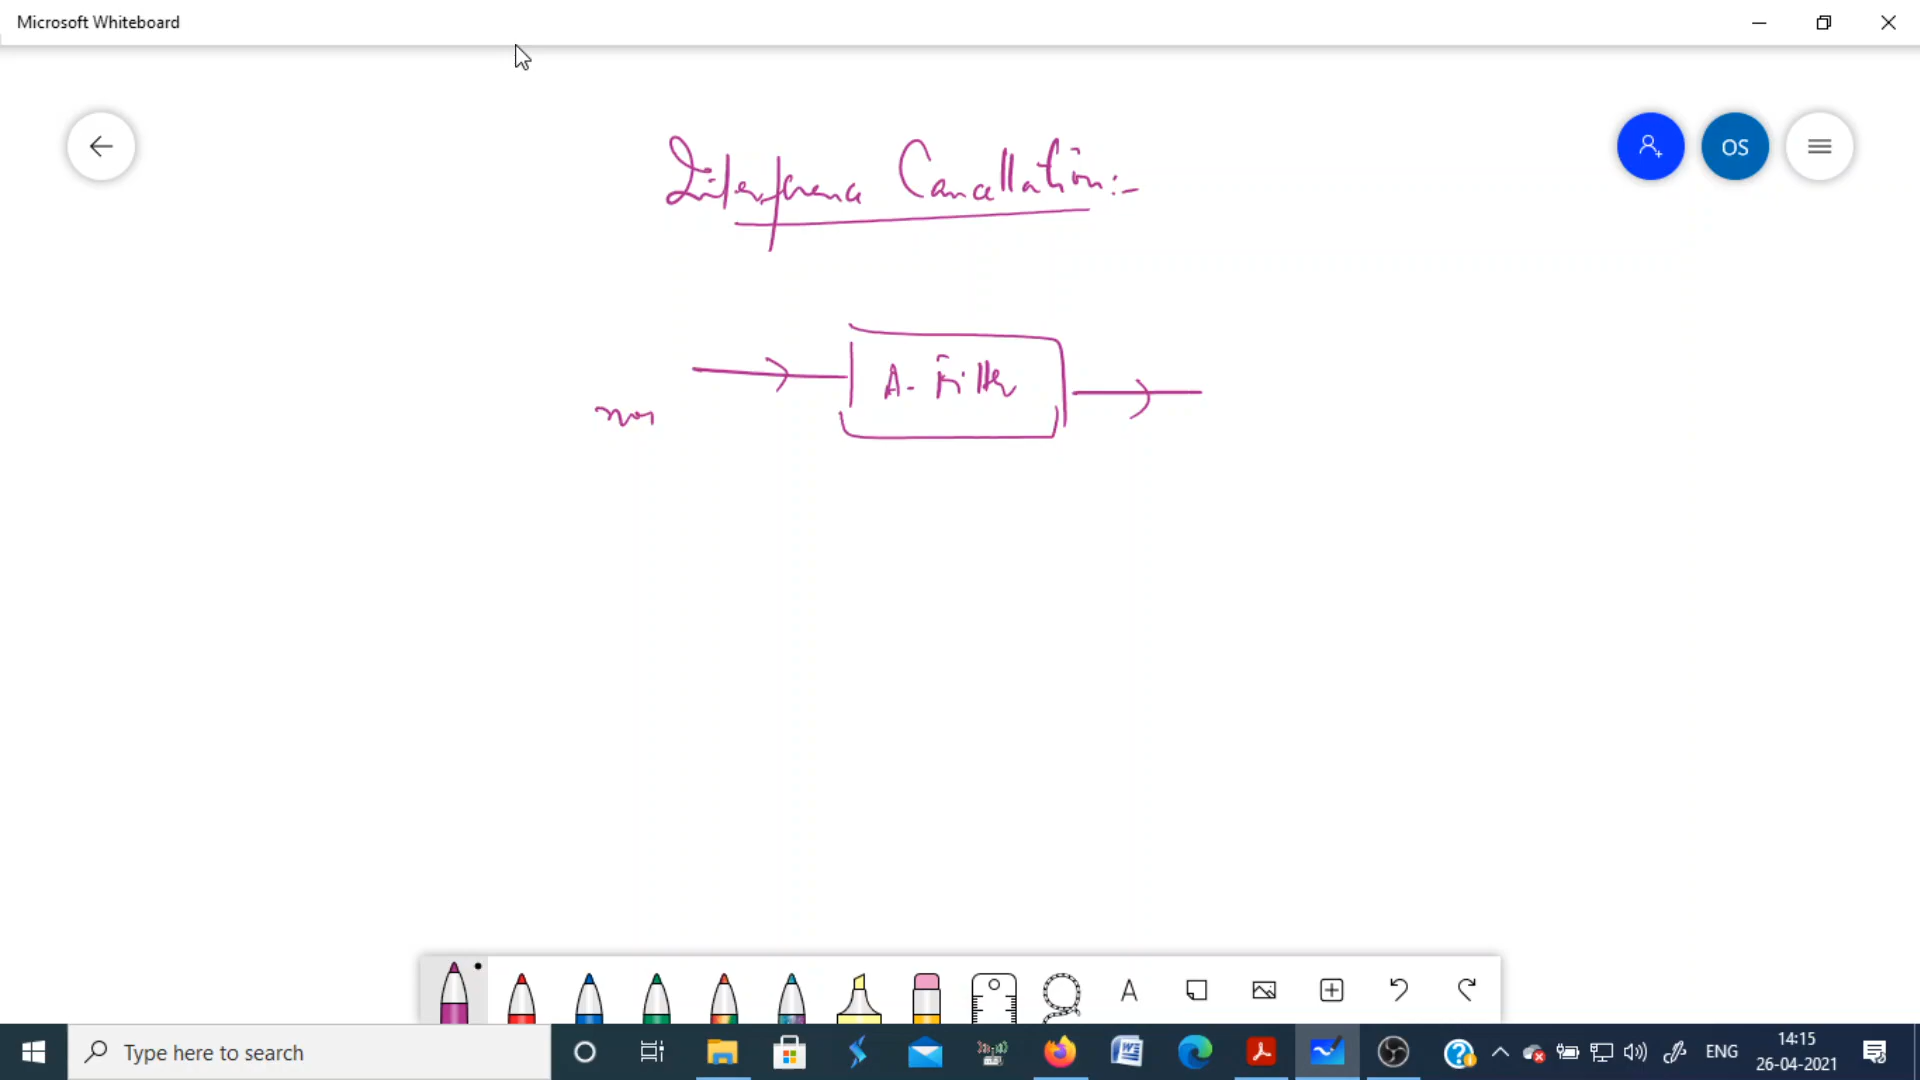 Microsoft Whiteboard
OS
Interference Cancellation:-
A- Filter
A
Type here to search
ENG
14:15
26-04-2021